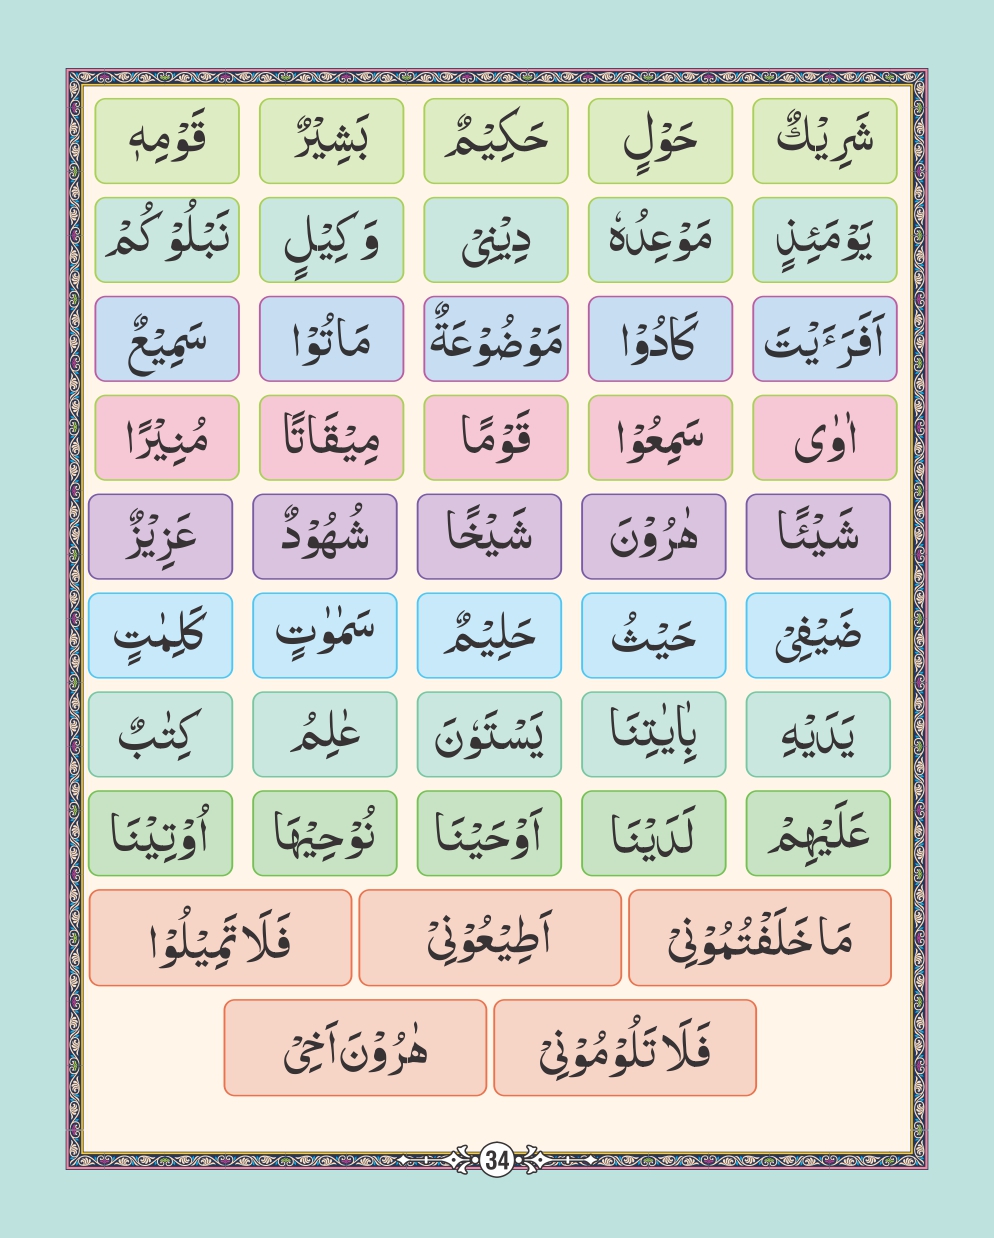 شَرِيْكٌ حَوْلٍ حَكِيْمٌ بَشِيْرٌ قَوْمِهٖ
يَوْمَئِذٍ مَوْعِدُهٗ دِيْنِىْ وَكِيْلٍ نَبْلُوْكُمْ
اَفَرَءَيْتَ كَادُوْا مَوْضُوْعَةٌ مَاتُوْا سَمِيْعٌ
اٰوٰى سَمِعُوْا قَوْمًا مِيْقَاتًا مُنِيْرًا
شَيْـًٔا هٰرُوْنَ شَيْخًا شُهُوْدٌ عَزِيْزٌ
ضَيْفِىْ حَيْثُ حَلِيْمٌ سَمٰوٰتٍ كَلِمٰتٍ
يَدَيْهِ بِاٰيٰتِنَا يَسْتَوٗنَ عٰلِمُ كِتٰبٌ
عَلَيْهِمْ لَدَيْنَا اَوْحَيْنَا نُوْحِيْهَا اُوْتِيْنَا
مَا خَلَفْتُمُوْنِىْ اَطِيْعُوْنِىْ فَلَا تَمِيْلُوْا
فَلَا تَلُوْمُوْنِىْ هٰرُوْنَ اَخِىْ
34